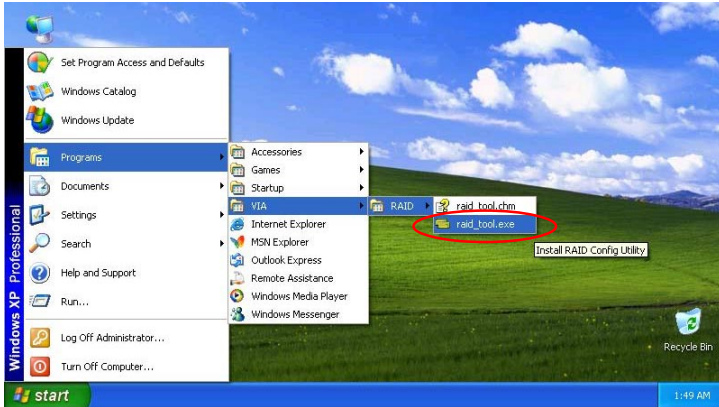 Set Program Access and Defaults
Windows Catalog
Windows Update
Programs
Documents
Settings
Search
Help and Support
Run...
Log Off Administrator...
Turn Off Computer...
Windows XP Professional
Accessories
Games
Startup
VIA
Internet Explorer
MSN Explorer
Outlook Express
Remote Assistance
Windows Media Player
Windows Messenger
RAID
raid_tool.chm
raid_tool.exe
Install RAID Config Utility
Recycle Bin
start
1:49 AM